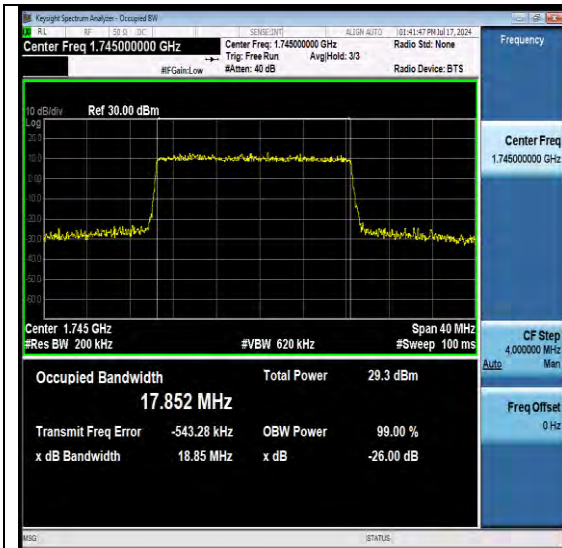 Keysight Spectrum Analyzer - Occupied BW
RL RF 50 Ω DC SENSE:INT ALIGN AUTO 01:41:47 PM Jul 17, 2024
Center Freq 1.745000000 GHz Center Freq: 1.745000000 GHz Radio Std: None Frequency
Trig: Free Run Avg|Hold: 3/3
#IFGain:Low #Atten: 40 dB Radio Device: BTS
10 dB/div Ref 30.00 dBm
Log
20.0
10.0
0.00
-10.0
-20.0
-30.0
-40.0
-50.0
-60.0
Center Freq
1.745000000 GHz
Center 1.745 GHz Span 40 MHz
#Res BW 200 kHz #VBW 620 kHz #Sweep 100 ms
CF Step
4.000000 MHz
Auto Man
Occupied Bandwidth Total Power 29.3 dBm
17.852 MHz
Transmit Freq Error -543.28 kHz OBW Power 99.00 %
x dB Bandwidth 18.85 MHz x dB -26.00 dB
Freq Offset
0 Hz
MSG STATUS